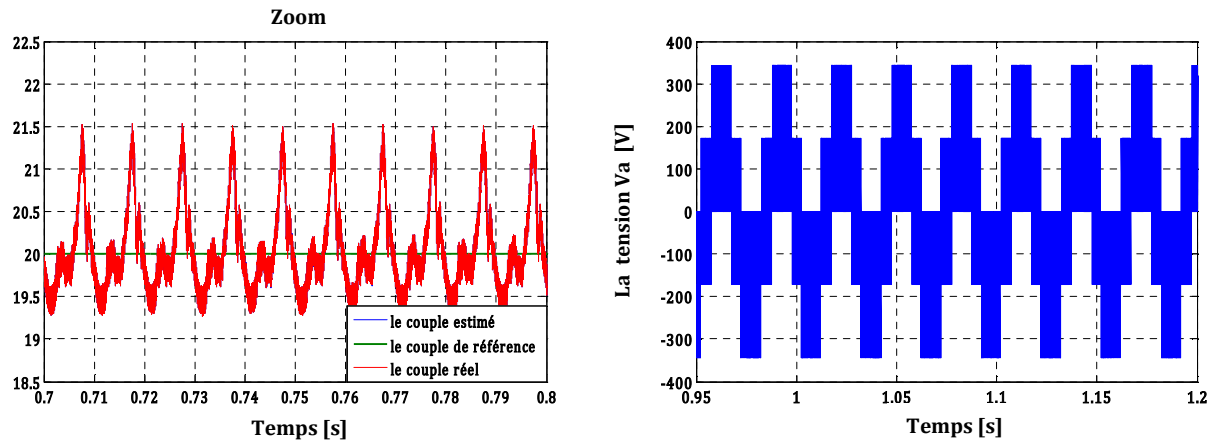 Zoom
22.5
22
21.5
21
20.5
20
19.5
19
18.5
0.7 0.71 0.72 0.73 0.74 0.75 0.76 0.77 0.78 0.79 0.8
Temps [s]
le couple estimé
le couple de référence
le couple réel
La tension Va [V]
400
300
200
100
0
-100
-200
-300
-400
0.95 1 1.05 1.1 1.15 1.2
Temps [s]